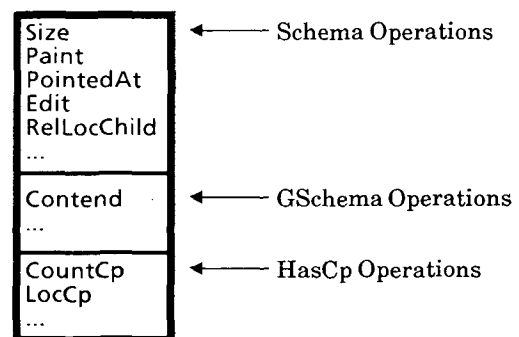 Size
Paint
PointedAt
Edit
RelLocChild
...
Contend
...
CountCp
LocCp
...
Schema Operations
GSchema Operations
HasCp Operations